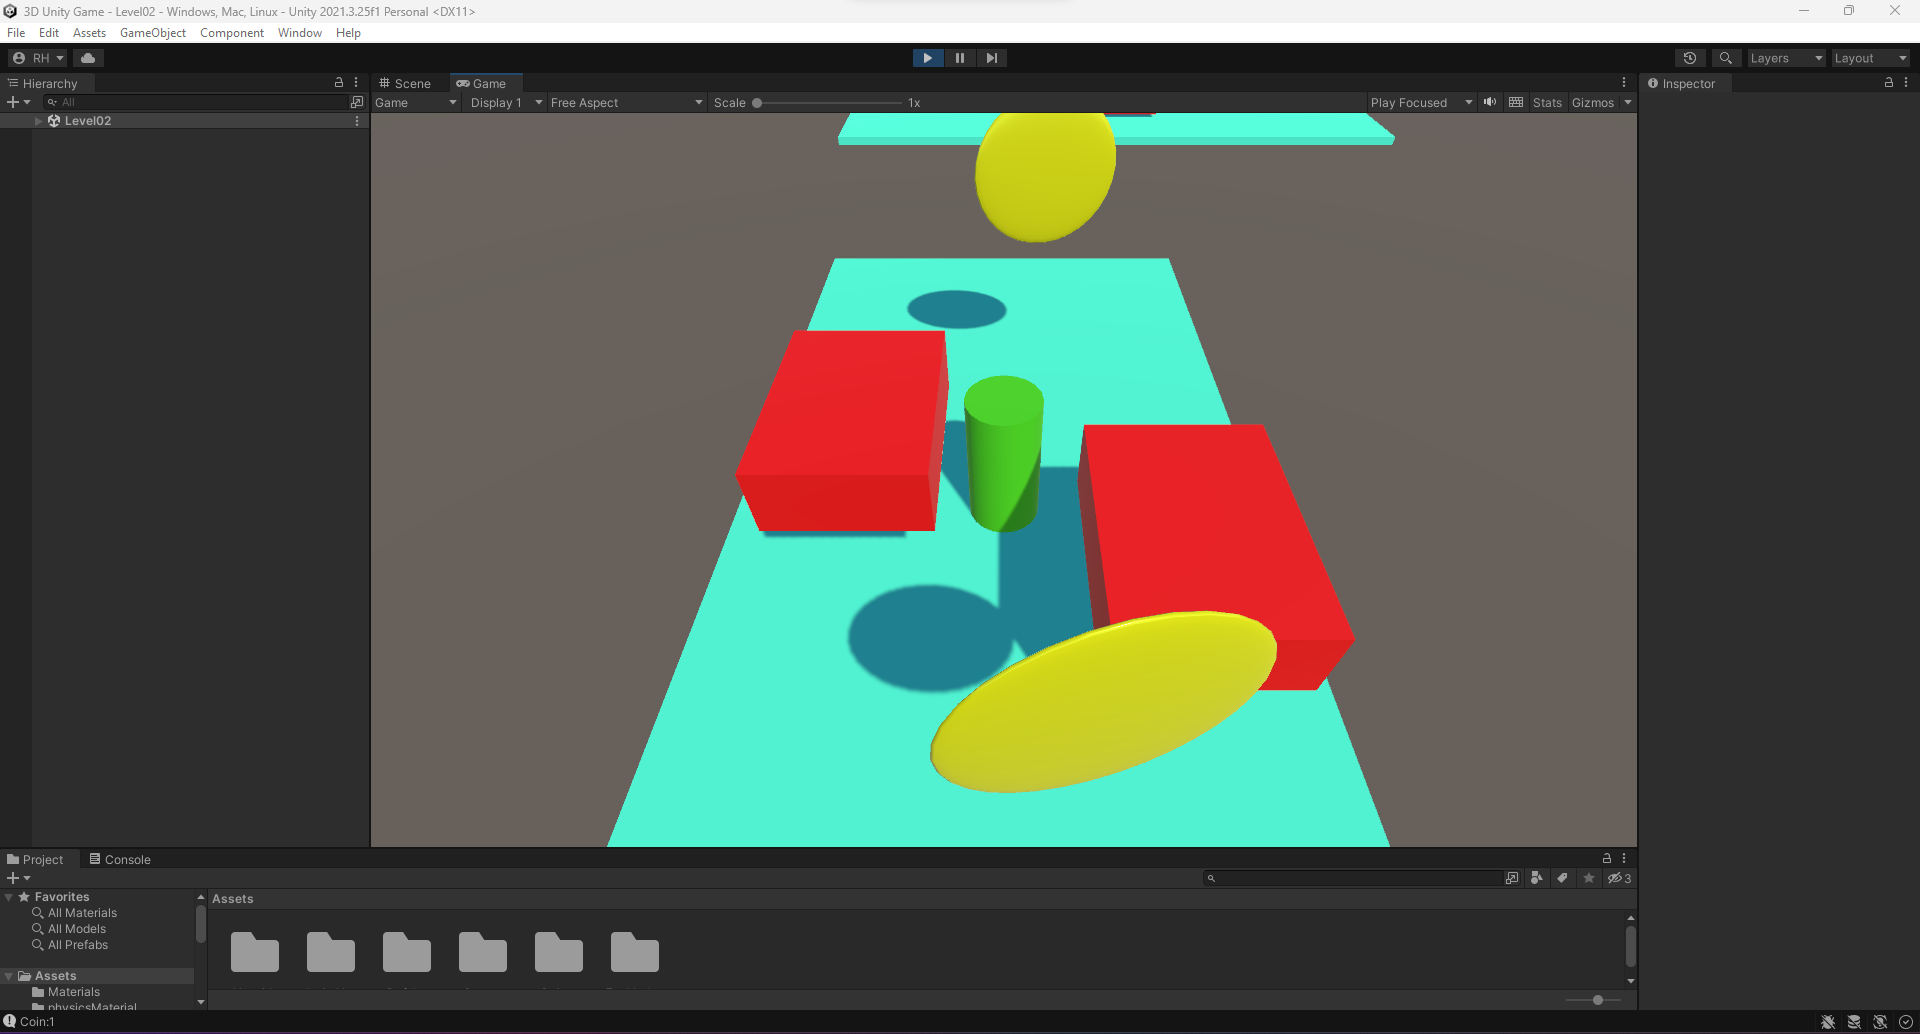 3D Unity Game - Level02 - Windows, Mac, Linux - Unity 2021.3.25f1 Personal <DX11>
File Edit Assets GameObject Component Window Help
RH Layers Layout
Hierarchy Scene Game Inspector
All Game Display 1 Free Aspect Scale 1x Play Focused Stats Gizmos
Level02
Project Console
3
Favorites Assets
All Materials
All Models
All Prefabs
Assets
Materials
physicsMaterial
Coin:1